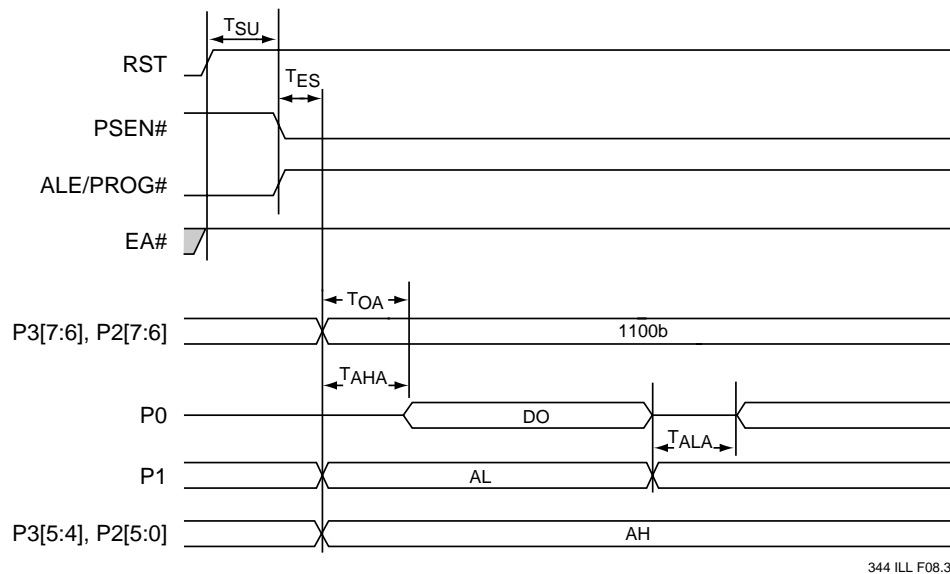 TSU
RST
TES
PSEN#
ALE/PROG#
EA#
TOA
P3[7:6], P2[7:6]
1100b
TAHA
P0
DO
TALA
P1
AL
P3[5:4], P2[5:0]
AH
344 ILL F08.3